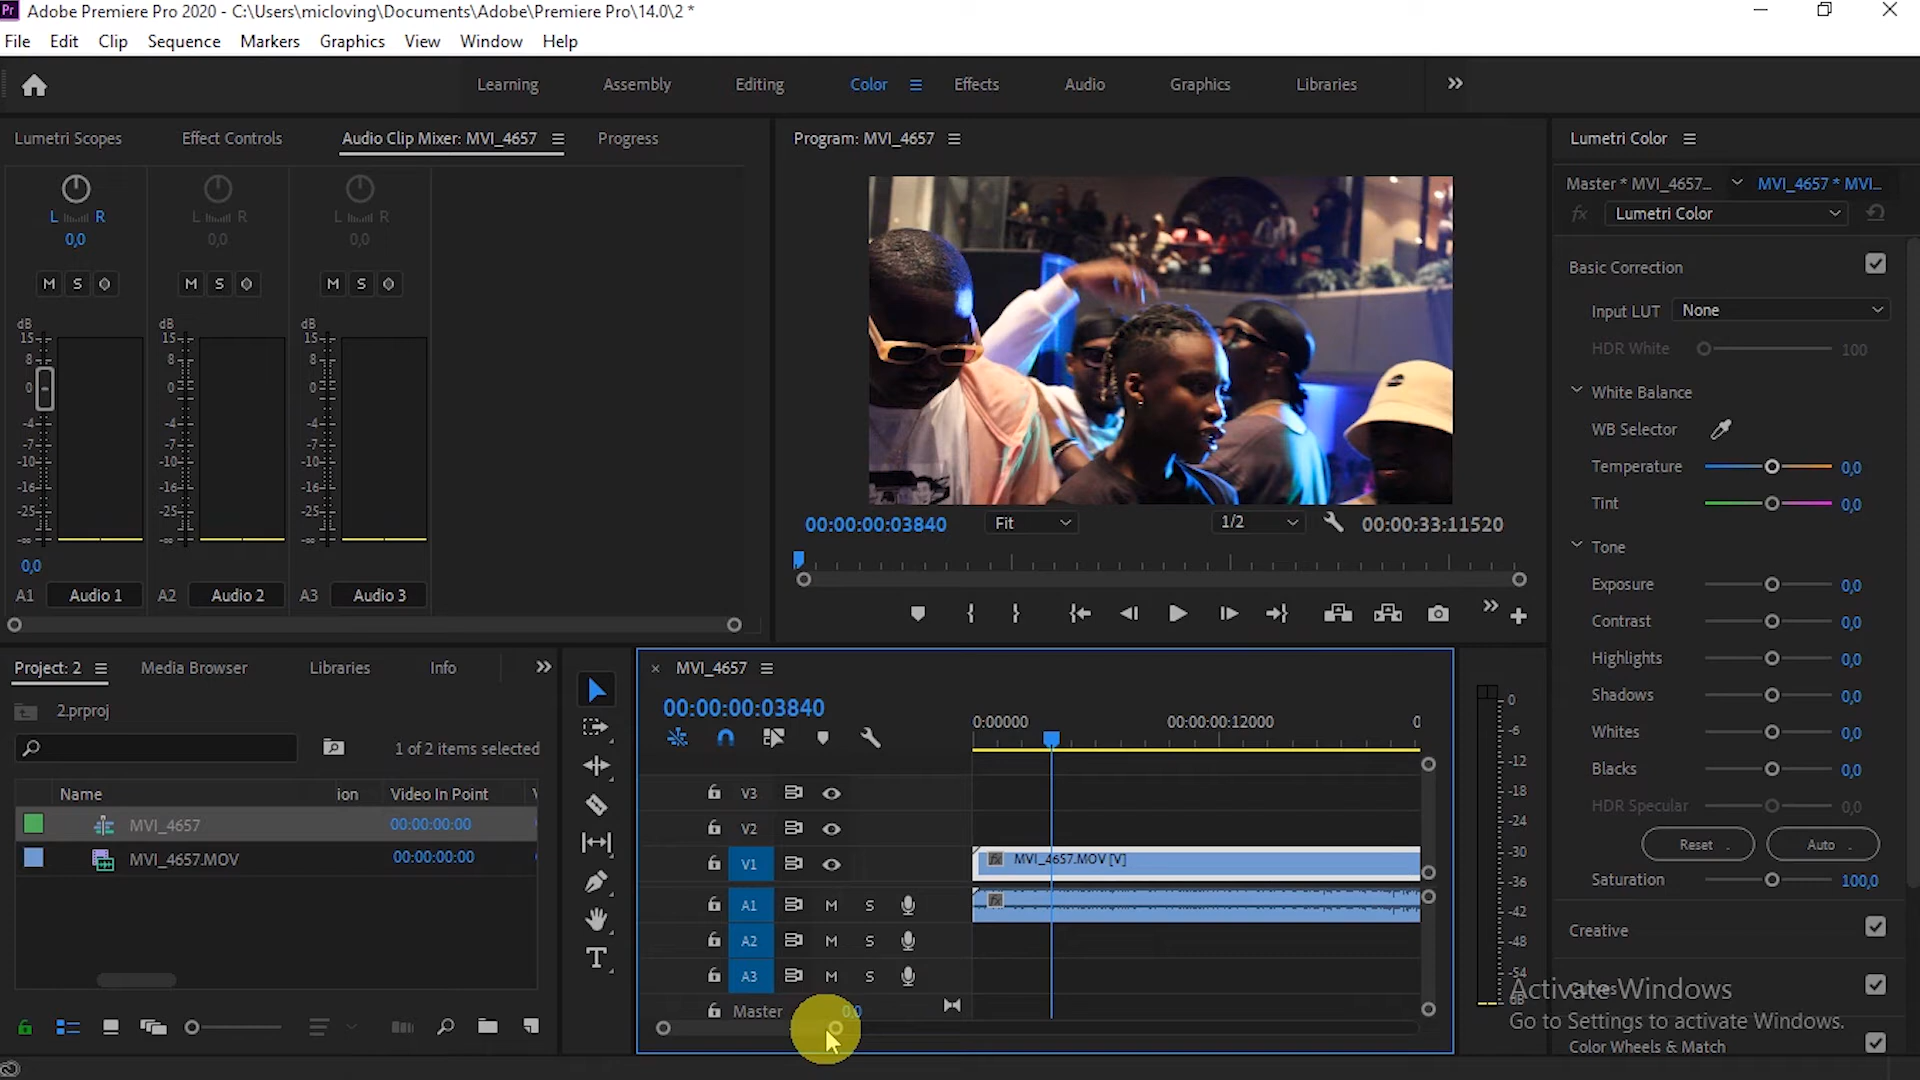 Pr Adobe Premiere Pro 2020 - C:\Users\micloving\Documents\Adobe\Premiere Pro\14.0\2 *
File Edit Clip Sequence Markers Graphics View Window Help
Learning Assembly Editing Color Effects Audio Graphics Libraries
Lumetri Scopes Effect Controls Audio Clip Mixer: MVI_4657 Progress
Program: MVI_4657
Lumetri Color
Master * MVI_4657... MVI_4657 * MVI...
fx Lumetri Color
L R L R L R
0,0 0,0 0,0
M S M S M S
dB dB dB
15 15 15
8 8 8
0 0 0
-4 -4 -4
-7 -7 -7
-10 -10 -10
-16 -16 -16
-25 -25 -25
-∞ -∞ -∞
0,0
A1 Audio 1 A2 Audio 2 A3 Audio 3
00:00:00:03840 Fit 1/2 00:00:33:11520
Basic Correction
Input LUT None
HDR White 100
White Balance
WB Selector
Temperature 0,0
Tint 0,0
Tone
Exposure 0,0
Contrast 0,0
Highlights 0,0
Shadows 0,0
Whites 0,0
Blacks 0,0
HDR Specular 0,0
Reset Auto
Saturation 100,0
Creative
Curves
Color Wheels & Match
Project: 2 Media Browser Libraries Info
2.prproj
1 of 2 items selected
Name ion Video In Point
MVI_4657 00:00:00:00
MVI_4657.MOV 00:00:00:00
MVI_4657
00:00:00:03840
0:00000 00:00:00:12000 0
V3
V2
V1 fx MVI_4657.MOV [V]
A1 M S fx
A2 M S
A3 M S
Master 0,0
0
-6
-12
-18
-24
-30
-36
-42
-48
-54
dB
Activate Windows
Go to Settings to activate Windows.